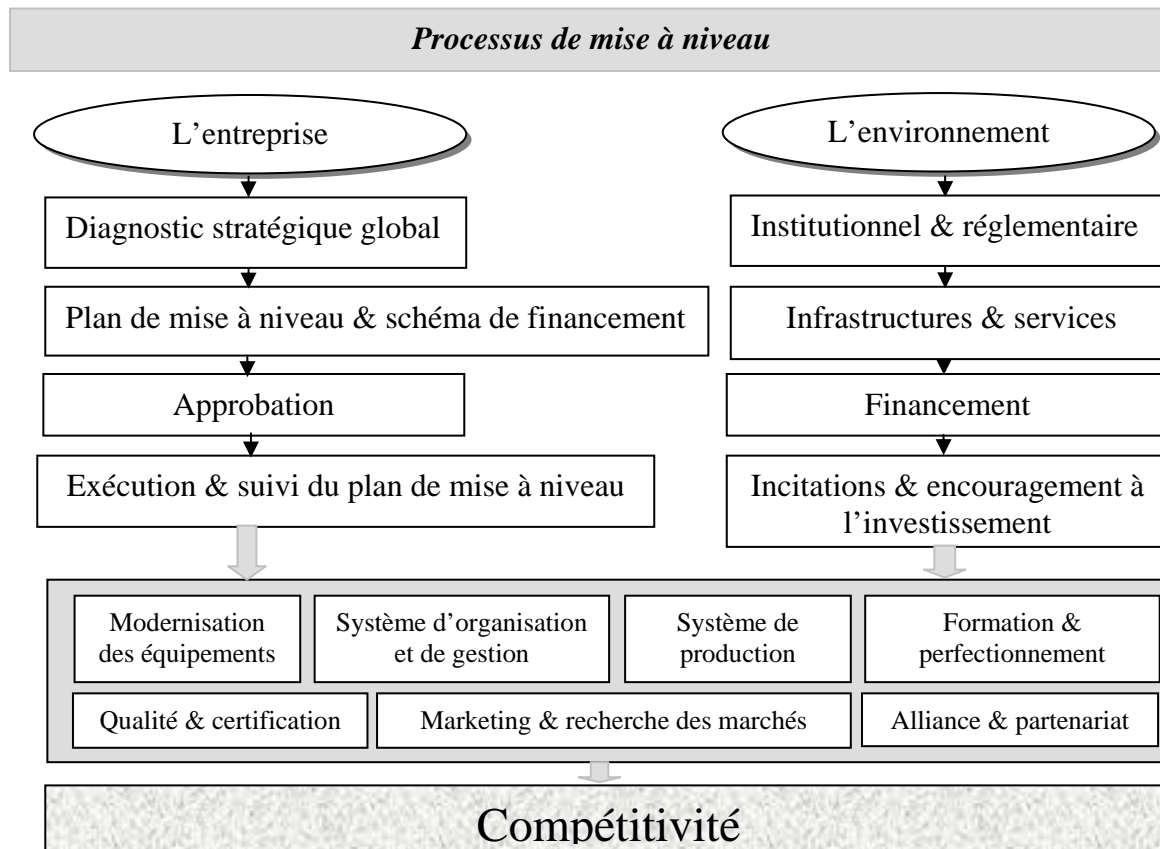 Processus de mise à niveau
L’entreprise
Diagnostic stratégique global
Plan de mise à niveau & schéma de financement
Approbation
Exécution & suivi du plan de mise à niveau
L’environnement
Institutionnel & réglementaire
Infrastructures & services
Financement
Incitations & encouragement à
l’investissement
Modernisation
des équipements
Système d’organisation
et de gestion
Système de
production
Formation &
perfectionnement
Qualité & certification
Marketing & recherche des marchés
Alliance & partenariat
Compétitivité